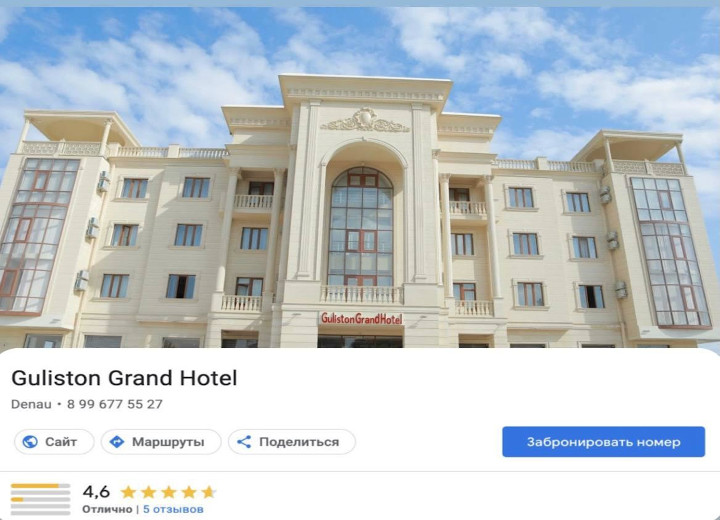 GulistonGrandHotel
Guliston Grand Hotel
Denau • 8 99 677 55 27
Сайт
Маршруты
Поделиться
Забронировать номер
4,6
Отлично | 5 отзывов